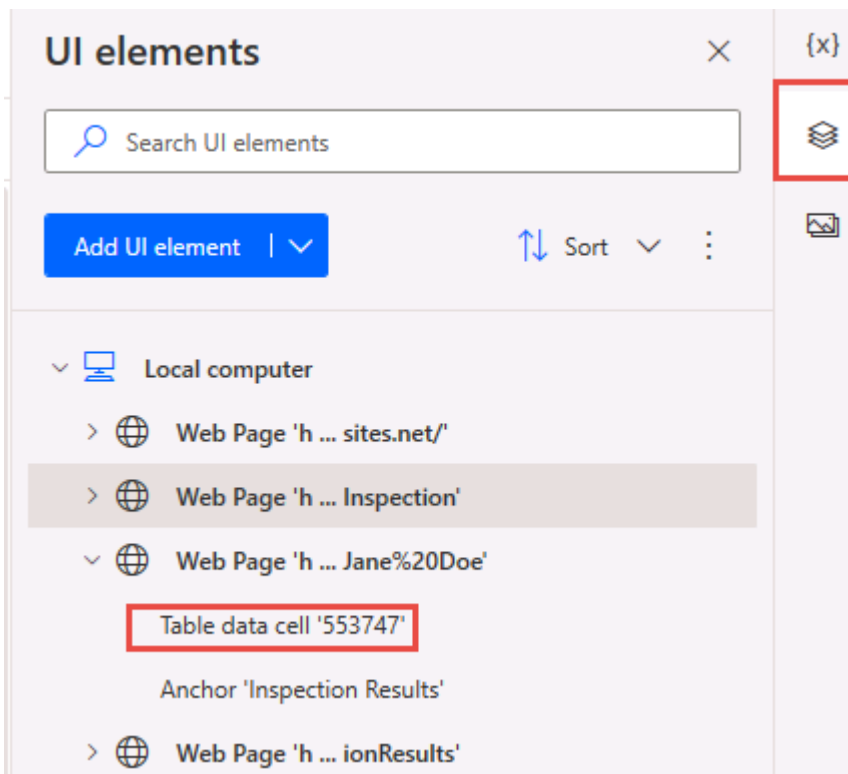 UI elements
{x}
Search UI elements
Add UI element
Sort
Local computer
Web Page 'h ... sites.net/'
Web Page 'h ... Inspection'
Web Page 'h ... Jane%20Doe'
Table data cell '553747'
Anchor 'Inspection Results'
Web Page 'h ... ionResults'